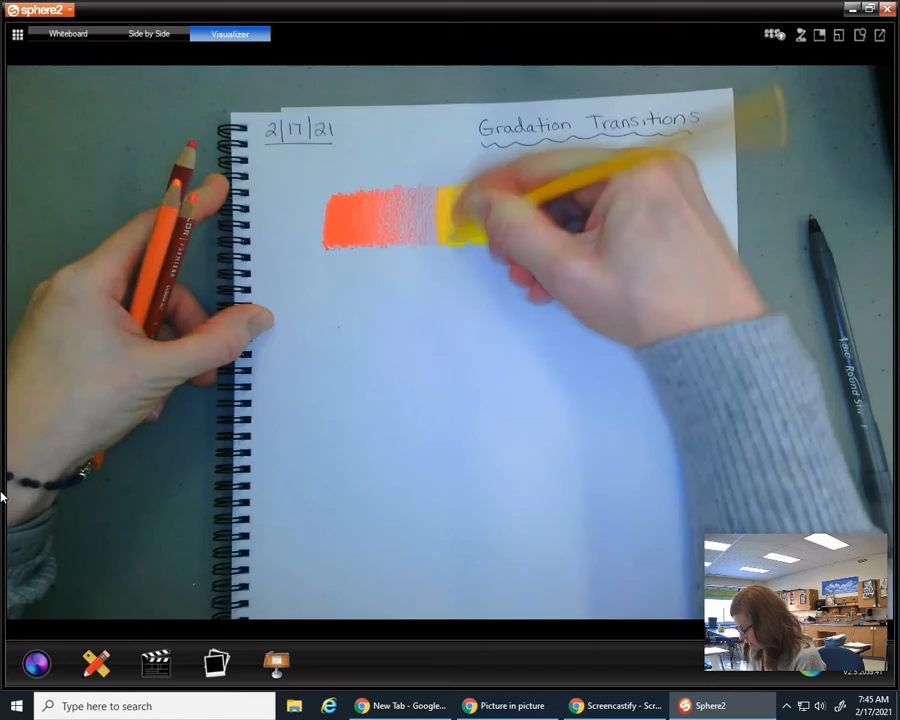 sphere2
Whiteboard
Side by Side
Visualizer
2/17/21
Gradation Transitions
Type here to search
New Tab - Google...
Picture in picture
Screencastify - Scr...
Sphere2
7:45 AM
2/17/2021